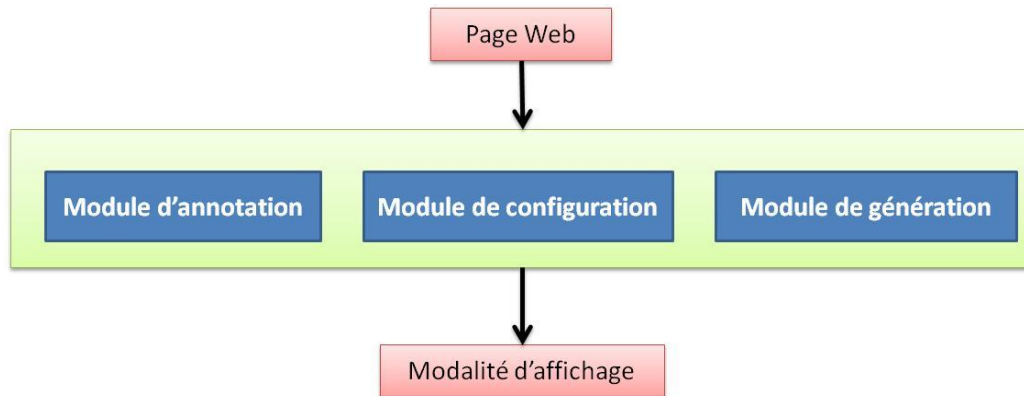 Page Web
Module d'annotation
Module de configuration
Module de génération
Modalité d'affichage